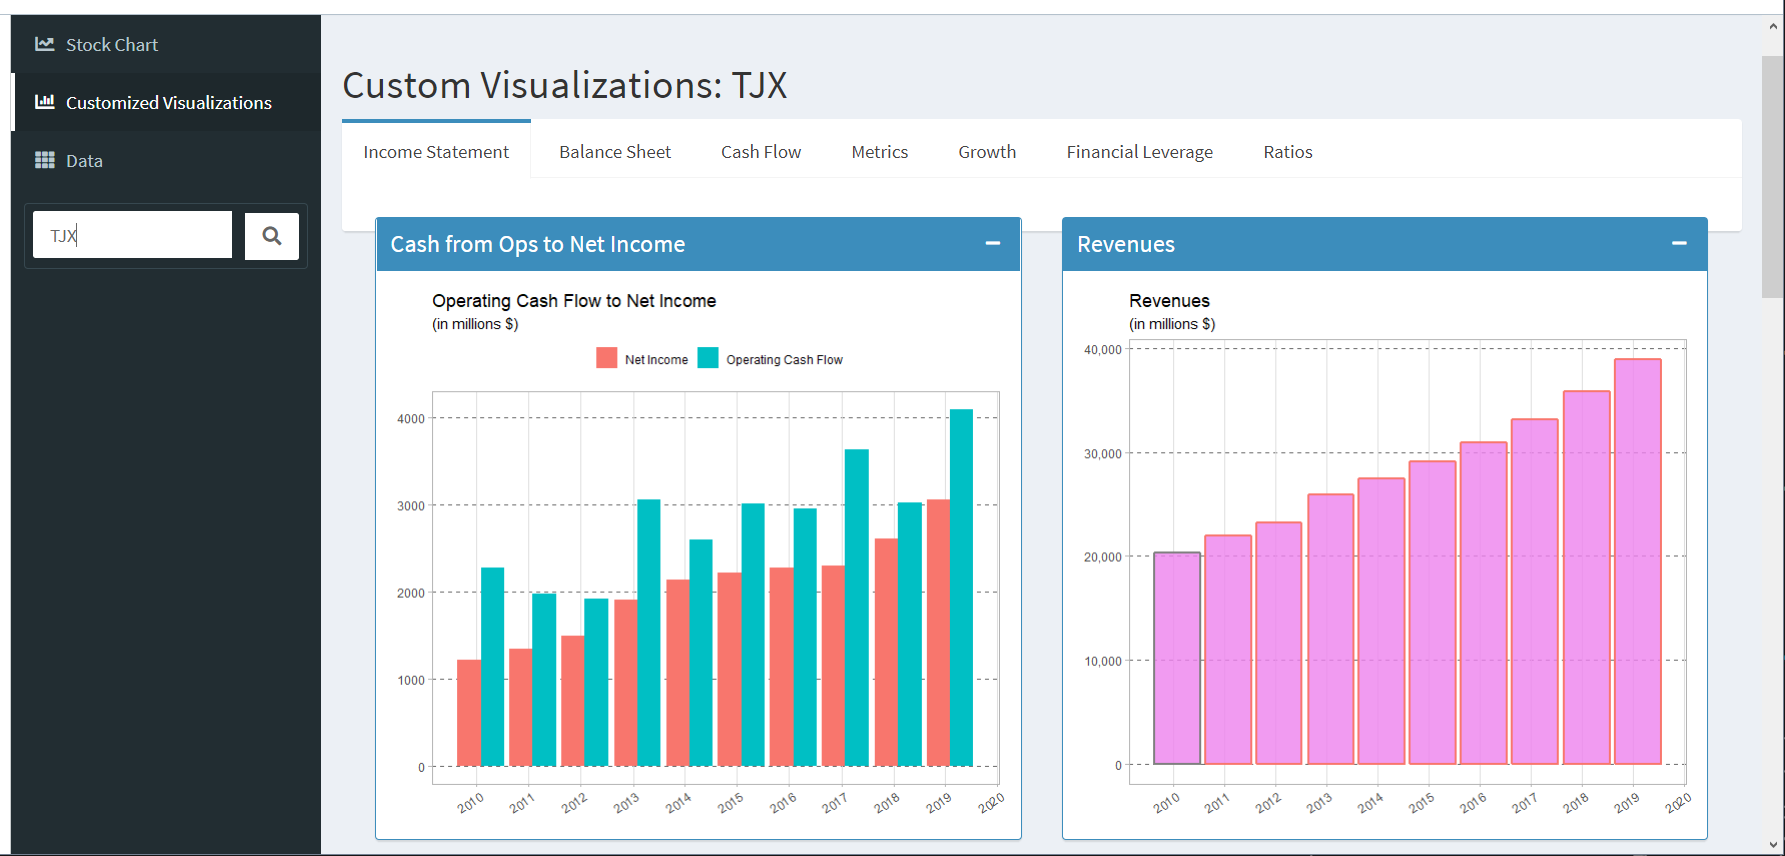 Stock Chart
Customized Visualizations
Data
TJX
Custom Visualizations: TJX
Income Statement Balance Sheet Cash Flow Metrics Growth Financial Leverage Ratios
Cash from Ops to Net Income
Operating Cash Flow to Net Income
(in millions $)
Net Income Operating Cash Flow
4000
3000
2000
1000
0
2010 2011 2012 2013 2014 2015 2016 2017 2018 2019 2020
Revenues
Revenues
(in millions $)
40,000
30,000
20,000
10,000
0
2010 2011 2012 2013 2014 2015 2016 2017 2018 2019 2020